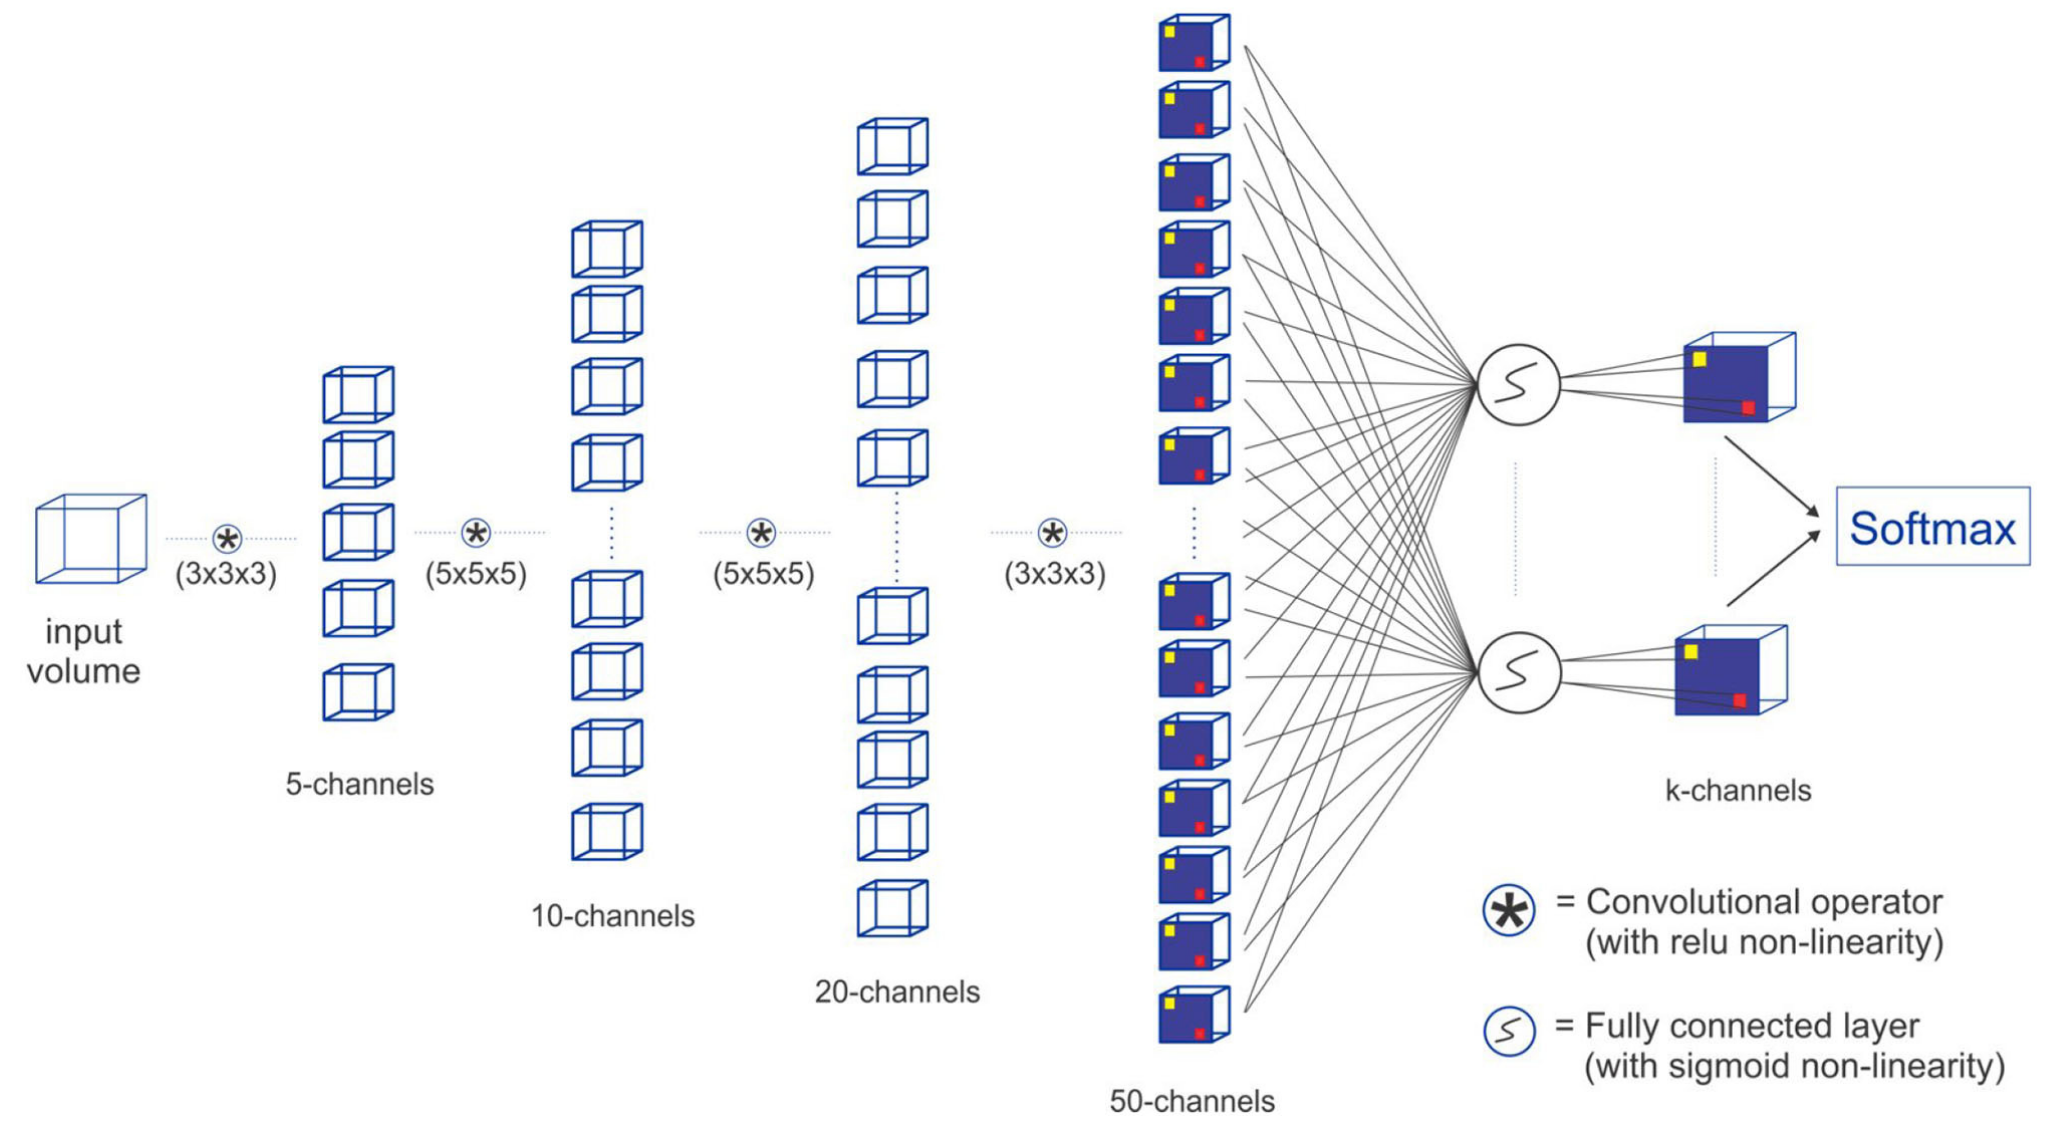 input
volume
*
(3x3x3)
5-channels
*
(5x5x5)
10-channels
*
(5x5x5)
20-channels
*
(3x3x3)
50-channels
S
S
k-channels
Softmax
* = Convolutional operator
(with relu non-linearity)
S = Fully connected layer
(with sigmoid non-linearity)